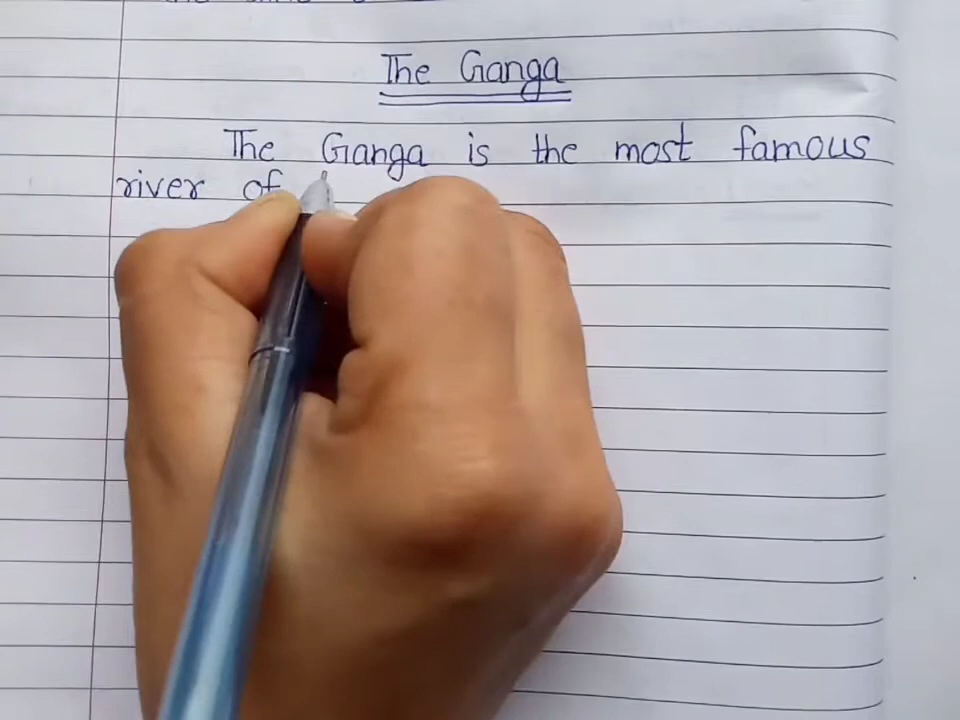 The Ganga
The Ganga is the most famous
river of